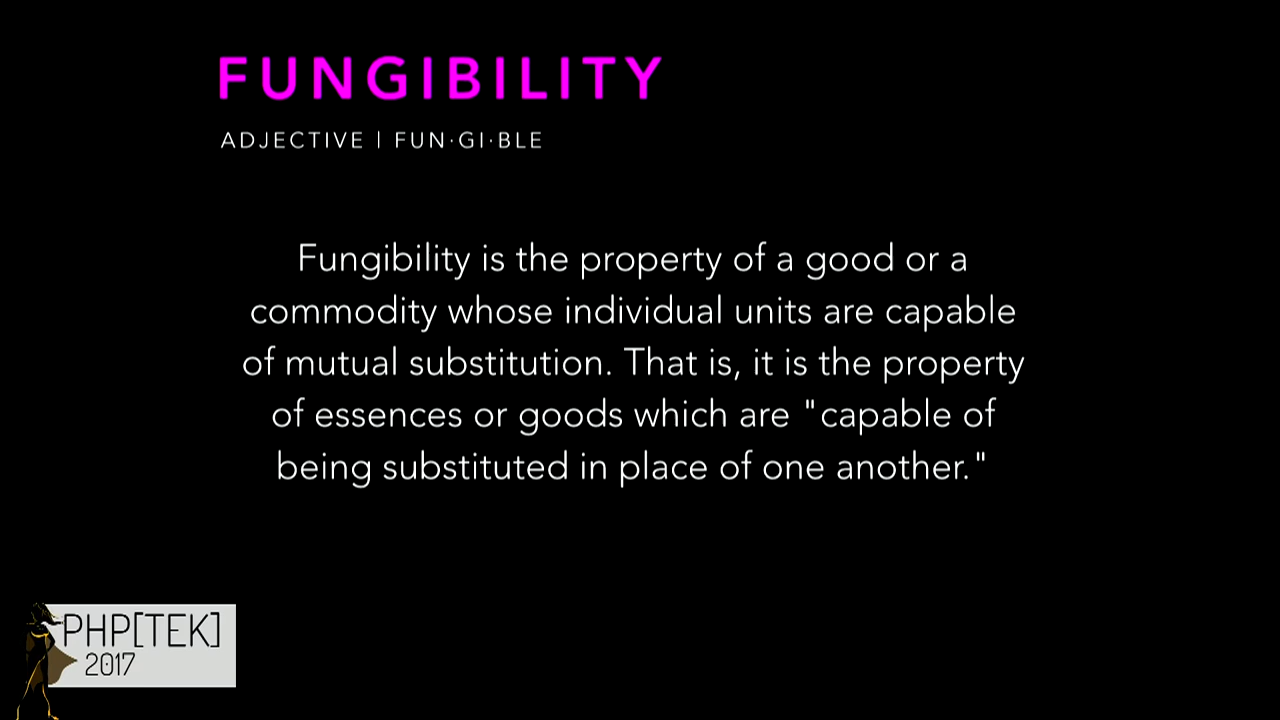 FUNGIBILITY
ADJECTIVE | FUN·GI·BLE
Fungibility is the property of a good or a
commodity whose individual units are capable
of mutual substitution. That is, it is the property
of essences or goods which are "capable of
being substituted in place of one another."
PHP[TEK]
2017